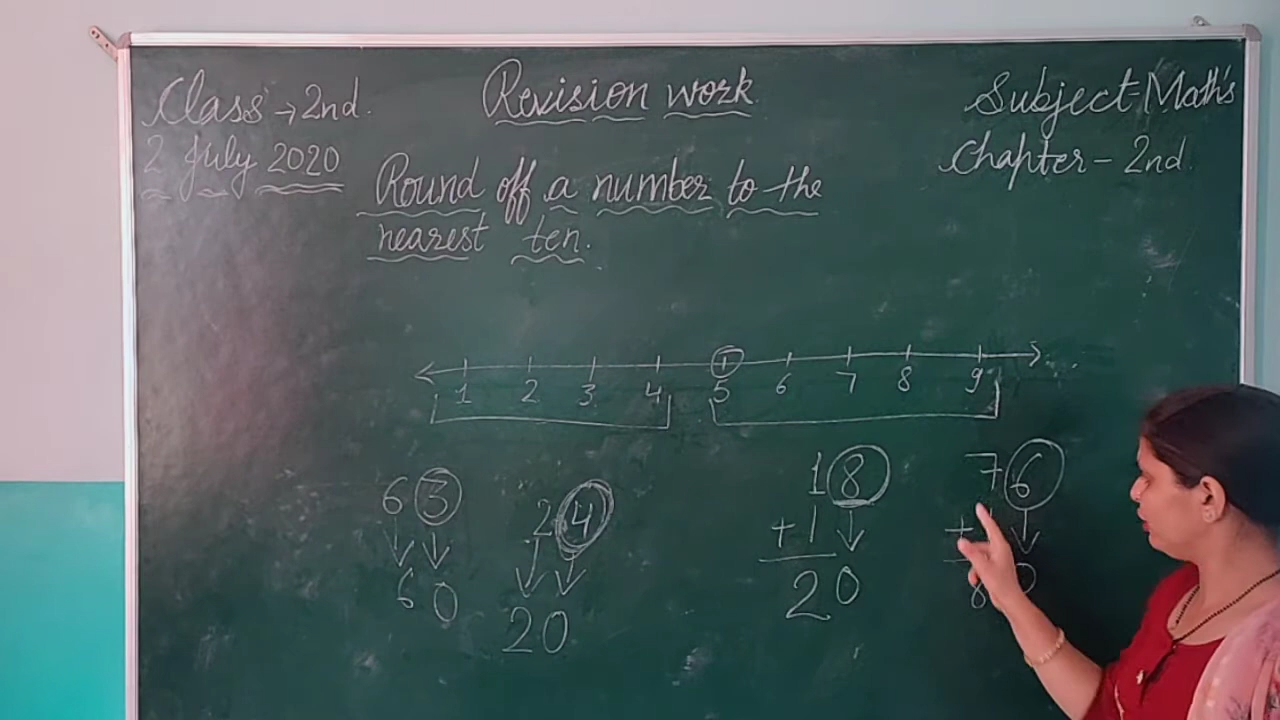 Class → 2nd.
Revision work
Subject - Math's
2 July 2020
Chapter - 2nd.
Round off a number to the
nearest ten.
1 2 3 4 5 6 7 8 9
63 24 18 76
+1 +
60 20 20 80